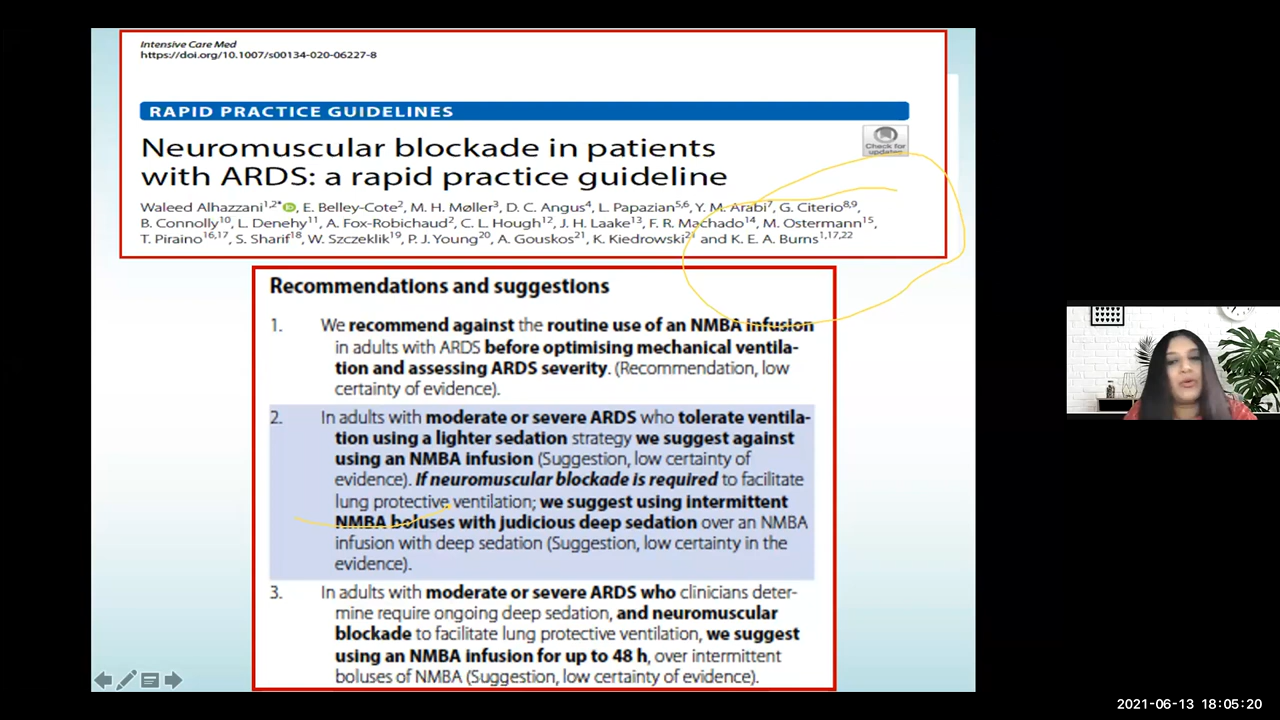 Intensive Care Med
https://doi.org/10.1007/s00134-020-06227-8
RAPID PRACTICE GUIDELINES
Check for
updates
Neuromuscular blockade in patients
with ARDS: a rapid practice guideline
Waleed Alhazzani1,2*, E. Belley-Cote2, M. H. Møller3, D. C. Angus4, L. Papazian5,6, Y. M. Arabi7, G. Citerio8,9,
B. Connolly10, L. Denehy11, A. Fox-Robichaud2, C. L. Hough12, J. H. Laake13, F. R. Machado14, M. Ostermann15,
T. Piraino16,17, S. Sharif18, W. Szczeklik19, P. J. Young20, A. Gouskos21, K. Kiedrowski21 and K. E. A. Burns1,17,22
Recommendations and suggestions
1. We recommend against the routine use of an NMBA infusion
in adults with ARDS before optimising mechanical ventila-
tion and assessing ARDS severity. (Recommendation, low
certainty of evidence).
2. In adults with moderate or severe ARDS who tolerate ventila-
tion using a lighter sedation strategy we suggest against
using an NMBA infusion (Suggestion, low certainty of
evidence). If neuromuscular blockade is required to facilitate
lung protective ventilation; we suggest using intermittent
NMBA boluses with judicious deep sedation over an NMBA
infusion with deep sedation (Suggestion, low certainty in the
evidence).
3. In adults with moderate or severe ARDS who clinicians deter-
mine require ongoing deep sedation, and neuromuscular
blockade to facilitate lung protective ventilation, we suggest
using an NMBA infusion for up to 48 h, over intermittent
boluses of NMBA (Suggestion, low certainty of evidence).
2021-06-13 18:05:20